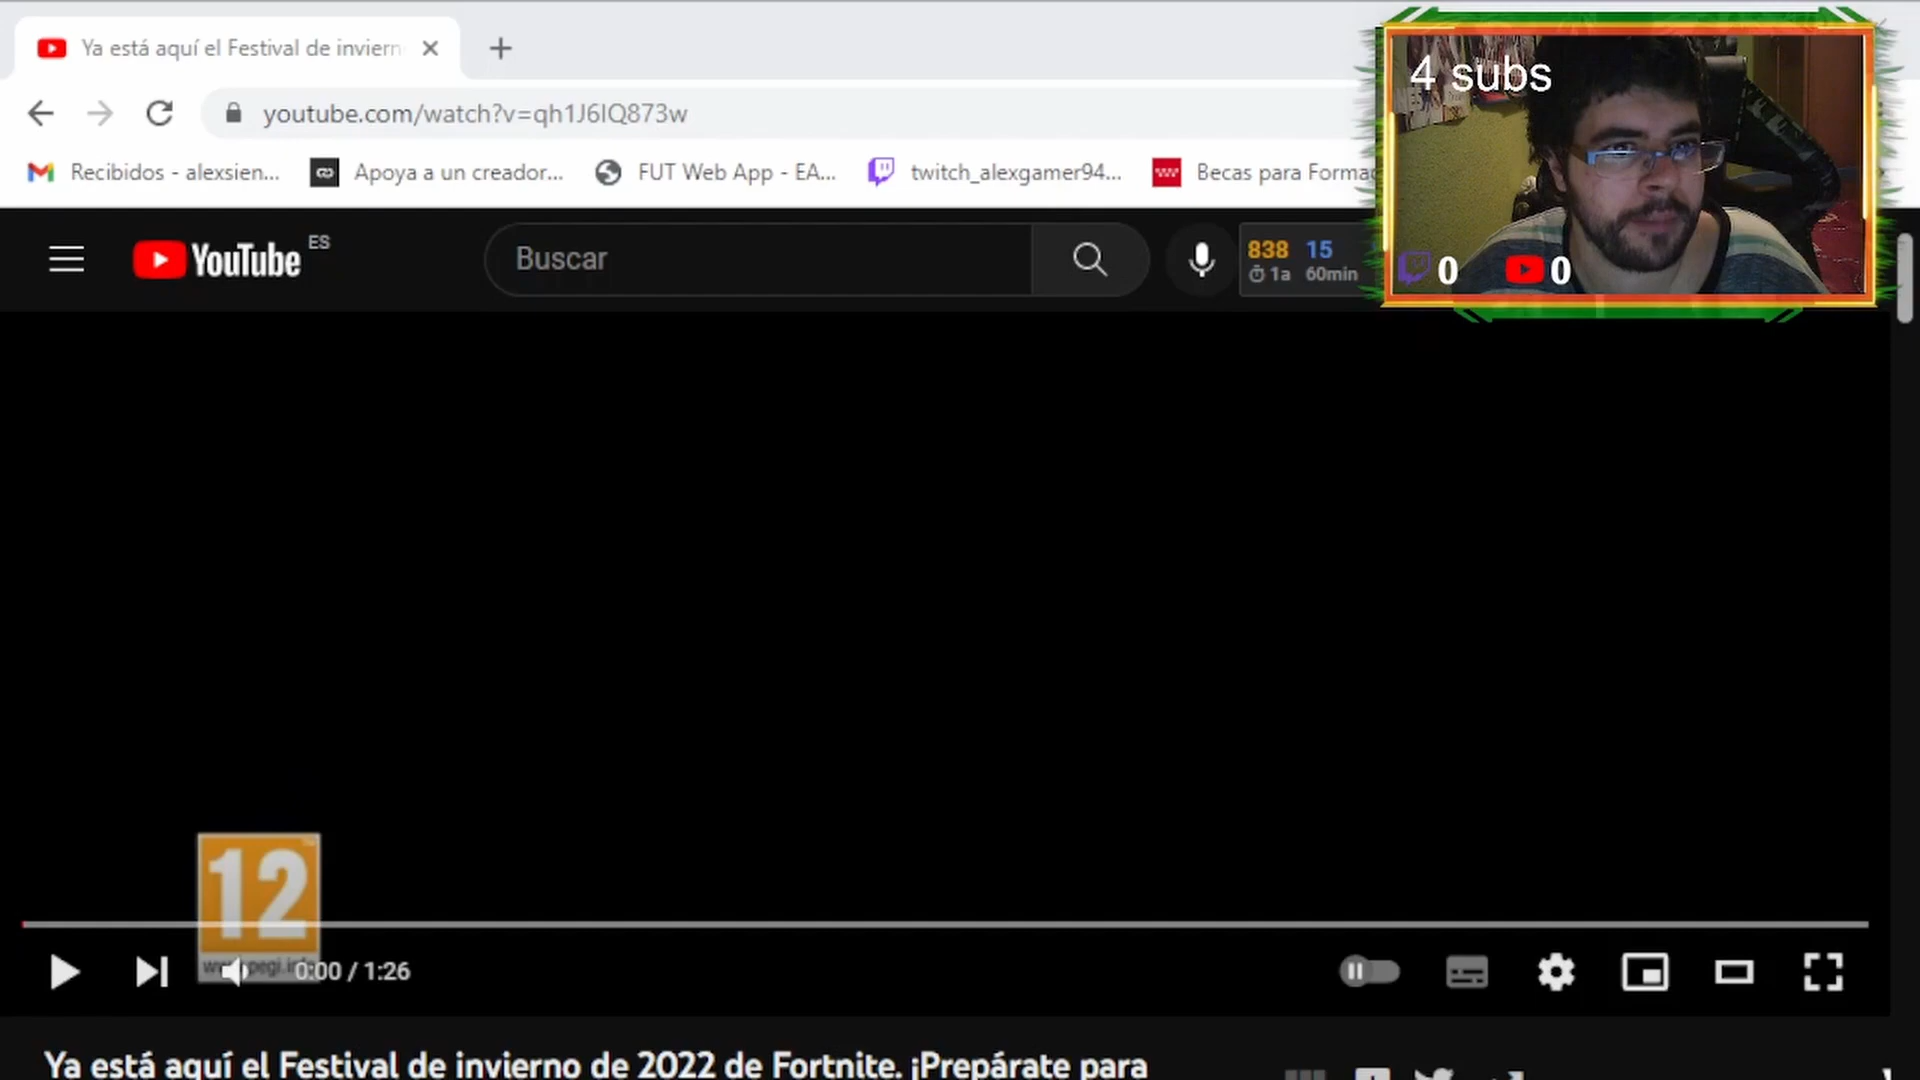 Ya está aquí el Festival de inviern
4 subs
youtube.com/watch?v=qh1J6IQ873w
Recibidos - alexsien...
Apoya a un creador...
FUT Web App - EA...
twitch_alexgamer94...
Becas para Forma
YouTube ES
Buscar
838 15
1a 60min
0 0
12
0:00 / 1:26
Ya está aquí el Festival de invierno de 2022 de Fortnite. ¡Prepárate para